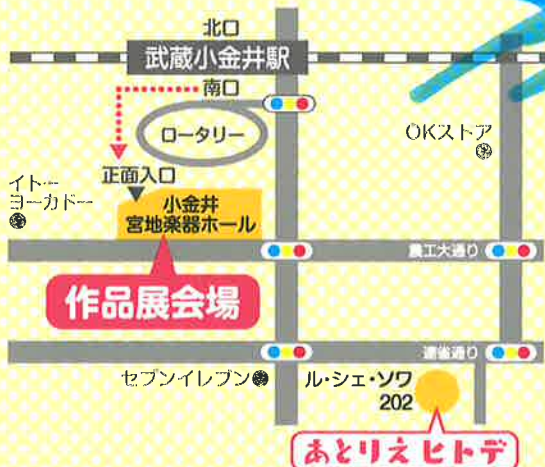 北口
武蔵小金井駅
南口
ロータリー
OKストア
正面入口
イトー
ヨーカドー
小金井
宮地楽器ホール
農工大通り
作品展会場
連雀通り
セブンイレブン
ル・シェ・ソワ
202
あとりえヒトデ